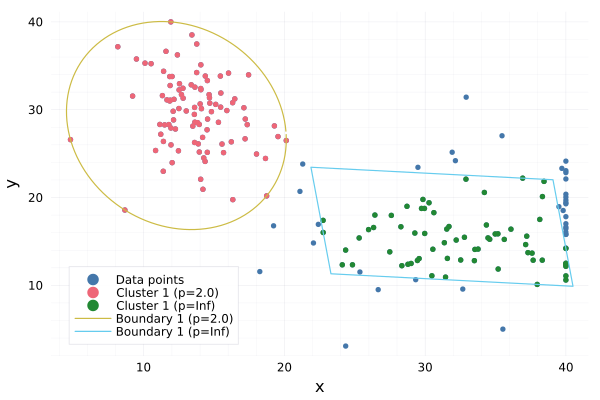 40
30
20
10
y
Data points
Cluster 1 (p=2.0)
Cluster 1 (p=Inf)
Boundary 1 (p=2.0)
Boundary 1 (p=Inf)
10 20 30 40
x